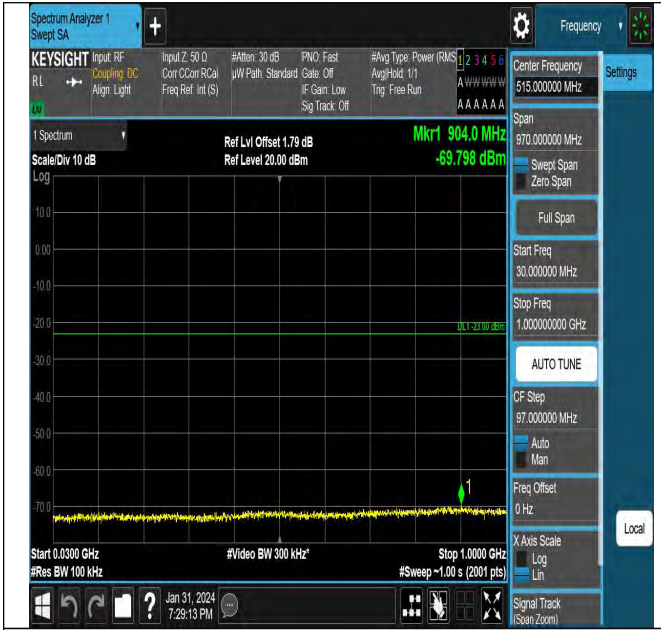 Spectrum Analyzer 1
Swept SA
+
Frequency
KEYSIGHT
Input: RF
Coupling: DC
Align: Light
Input Z: 50 Ω
Corr CCorr RCal
Freq Ref: Int (S)
#Atten: 30 dB
µW Path: Standard
PNO: Fast
Gate: Off
IF Gain: Low
Sig Track: Off
#Avg Type: Power (RMS
Avg|Hold: 1/1
Trig: Free Run
1 2 3 4 5 6
A W W W W W
A A A A A A
RL
LXI
Center Frequency
515.000000 MHz
Settings
Span
970.000000 MHz
Swept Span
Zero Span
Full Span
Start Freq
30.000000 MHz
Stop Freq
1.000000000 GHz
AUTO TUNE
CF Step
97.000000 MHz
Auto
Man
Freq Offset
0 Hz
X Axis Scale
Log
Lin
Signal Track
(Span Zoom)
Local
1 Spectrum
Scale/Div 10 dB
Ref Lvl Offset 1.79 dB
Ref Level 20.00 dBm
Mkr1 904.0 MHz
-69.798 dBm
Log
10.0
0.00
-10.0
-20.0
DL1 -23.00 dBm
-30.0
-40.0
-50.0
-60.0
1
-70.0
Start 0.0300 GHz
#Video BW 300 kHz*
Stop 1.0000 GHz
#Res BW 100 kHz
#Sweep ~1.00 s (2001 pts)
?
Jan 31, 2024
7:29:13 PM